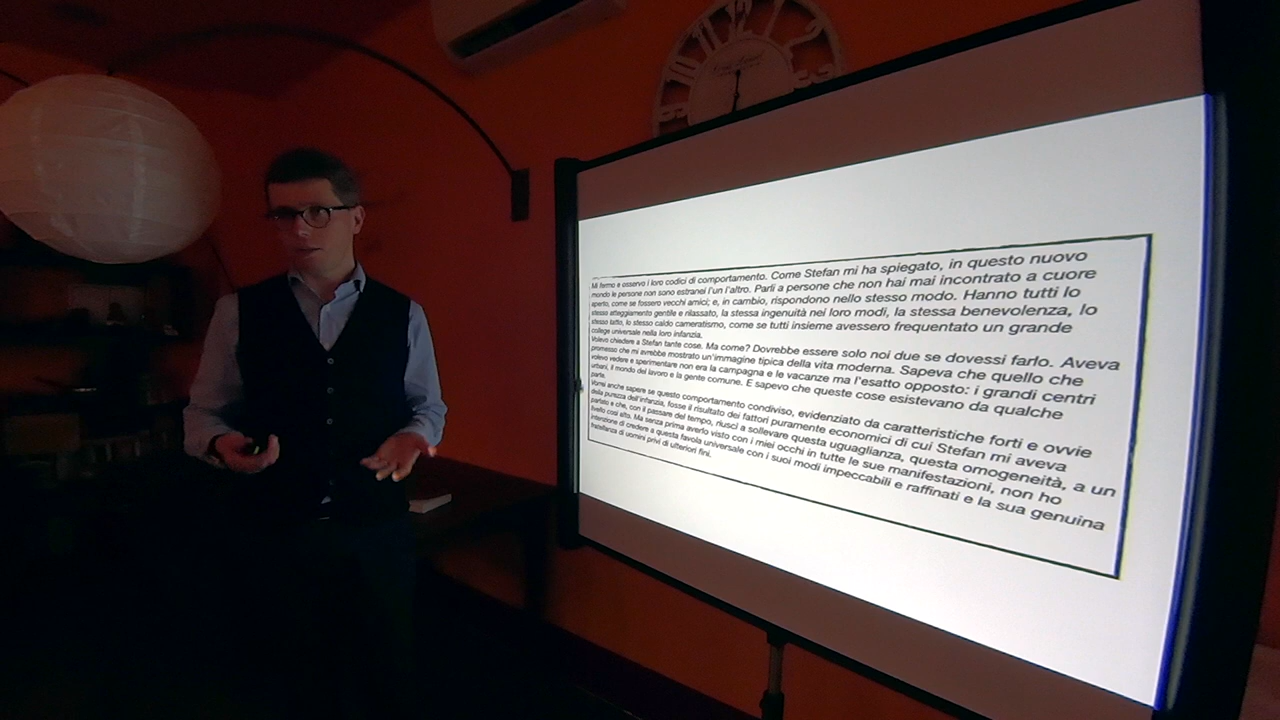 10
11
12
1
2
3
9
Mi fermo e osservo i loro codici di comportamento. Come Stefan mi ha spiegato, in questo nuovo
mondo le persone non sono estranei l'un l'altro. Parli a persone che non hai mai incontrato a cuore
aperto, come se fossero vecchi amici; e, in cambio, rispondono nello stesso modo. Hanno tutti lo
stesso atteggiamento gentile e rilassato, la stessa ingenuità nei loro modi, la stessa benevolenza, lo
stesso tatto, lo stesso caldo cameratismo, come se tutti insieme avessero frequentato un grande
college universale nella loro infanzia.
Volevo chiedere a Stefan tante cose. Ma come? Dovrebbe essere solo noi due se dovessi farlo. Aveva
promesso che mi avrebbe mostrato un'immagine tipica della vita moderna. Sapeva che quello che
volevo vedere e sperimentare non era la campagna e le vacanze ma l'esatto opposto: i grandi centri
urbani, il mondo del lavoro e la gente comune. E sapevo che queste cose esistevano da qualche
parte.
Vorrei anche sapere se questo comportamento condiviso, evidenziato da caratteristiche forti e ovvie
della purezza dell'infanzia, fosse il risultato dei fattori puramente economici di cui Stefan mi aveva
parlato e che, con il passare del tempo, riuscì a sollevare questa uguaglianza, questa omogeneità, a un
livello così alto. Ma senza prima averlo visto con i miei occhi in tutte le sue manifestazioni, non ho
intenzione di credere a questa favola universale con i suoi modi impeccabili e raffinati e la sua genuina
fratellanza di uomini privi di ulteriori fini.